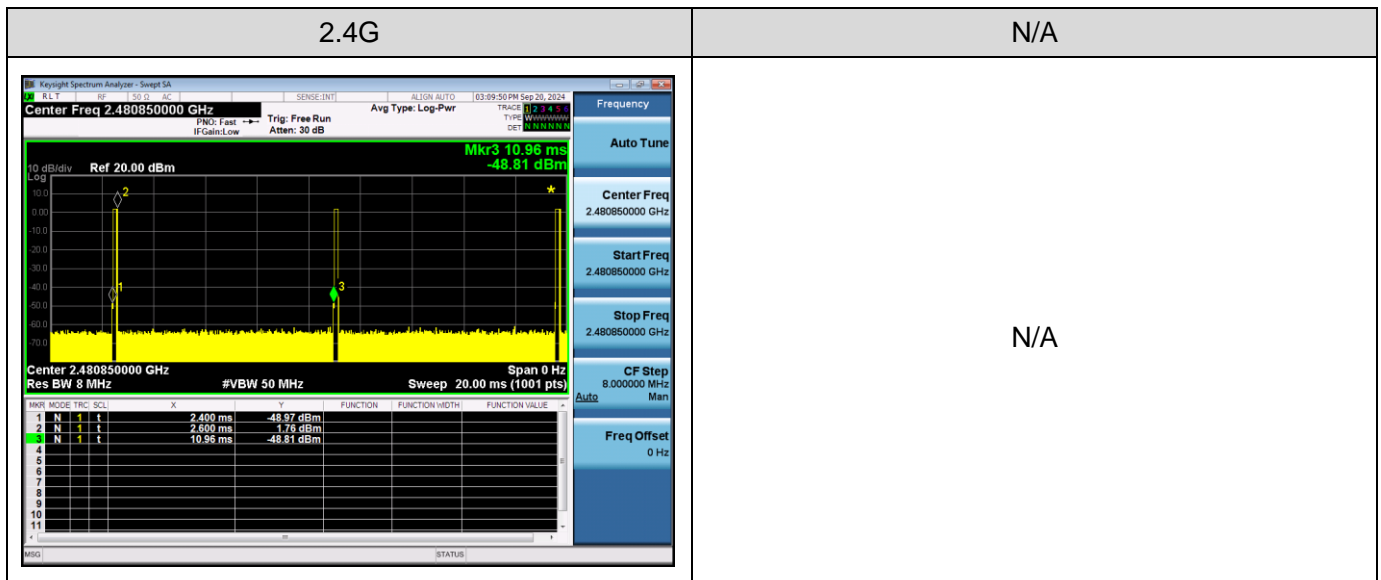 2.4G
N/A
Keysight Spectrum Analyzer - Swept SA
RLT RF 50 Ω AC SENSE:INT ALIGN AUTO 03:09:50 PM Sep 20, 2024
Center Freq 2.480850000 GHz
PNO: Fast
IFGain:Low
Trig: Free Run
Atten: 30 dB
Avg Type: Log-Pwr
TRACE 1 2 3 4 5 6
TYPE WWWWWW
DET N N N N N N
Mkr3 10.96 ms
-48.81 dBm
10 dB/div Ref 20.00 dBm
Log
10.0
0.00
-10.0
-20.0
-30.0
-40.0
-50.0
-60.0
-70.0
2
*
1
3
Center 2.480850000 GHz Span 0 Hz
Res BW 8 MHz #VBW 50 MHz Sweep 20.00 ms (1001 pts)
MKR MODE TRC SCL X Y FUNCTION FUNCTION WIDTH FUNCTION VALUE
1 N 1 t 2.400 ms -48.97 dBm
2 N 1 t 2.600 ms 1.76 dBm
3 N 1 t 10.96 ms -48.81 dBm
4
5
6
7
8
9
10
11
MSG STATUS
Frequency
Auto Tune
Center Freq
2.480850000 GHz
Start Freq
2.480850000 GHz
Stop Freq
2.480850000 GHz
CF Step
8.000000 MHz
Auto Man
Freq Offset
0 Hz
N/A